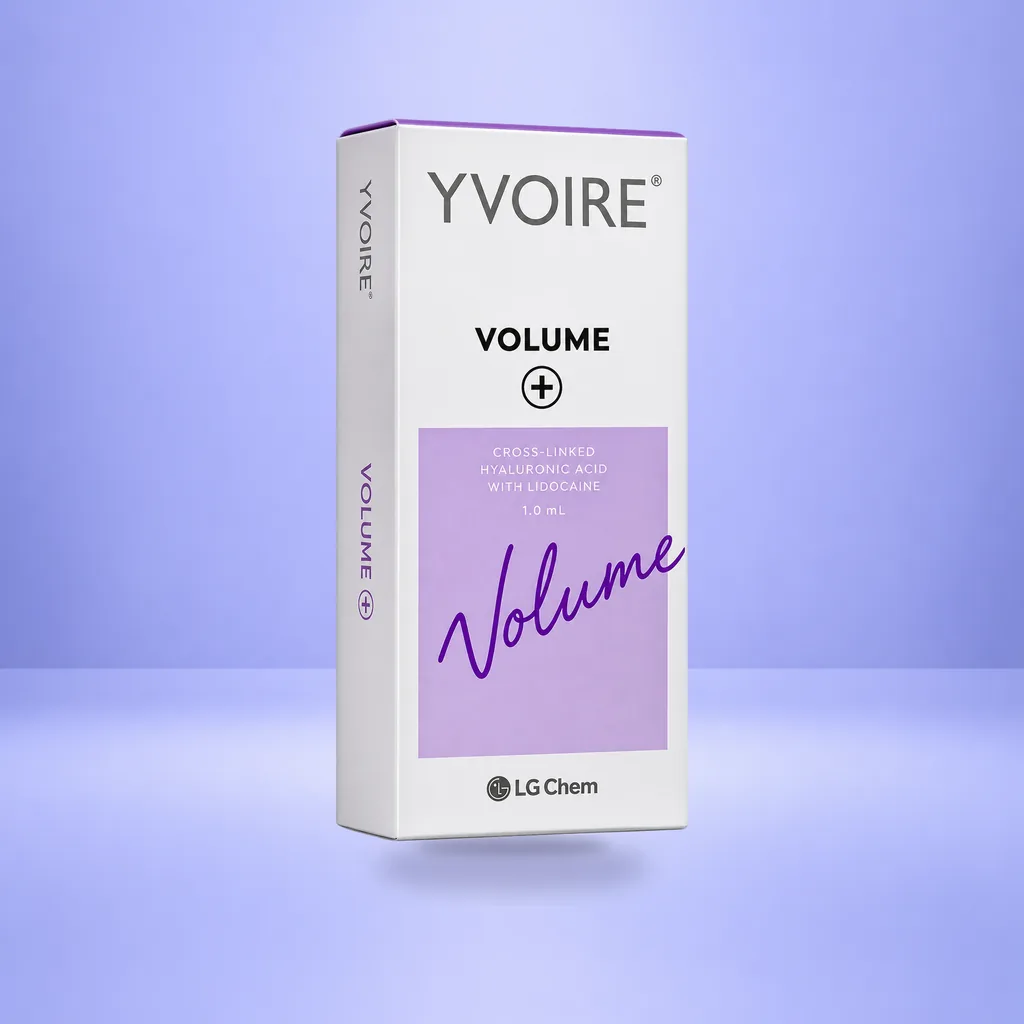 YVOIRE®
VOLUME
+
CROSS-LINKED
HYALURONIC ACID
WITH LIDOCAINE
1.0 mL
Volume
LG Chem
YVOIRE®
VOLUME +